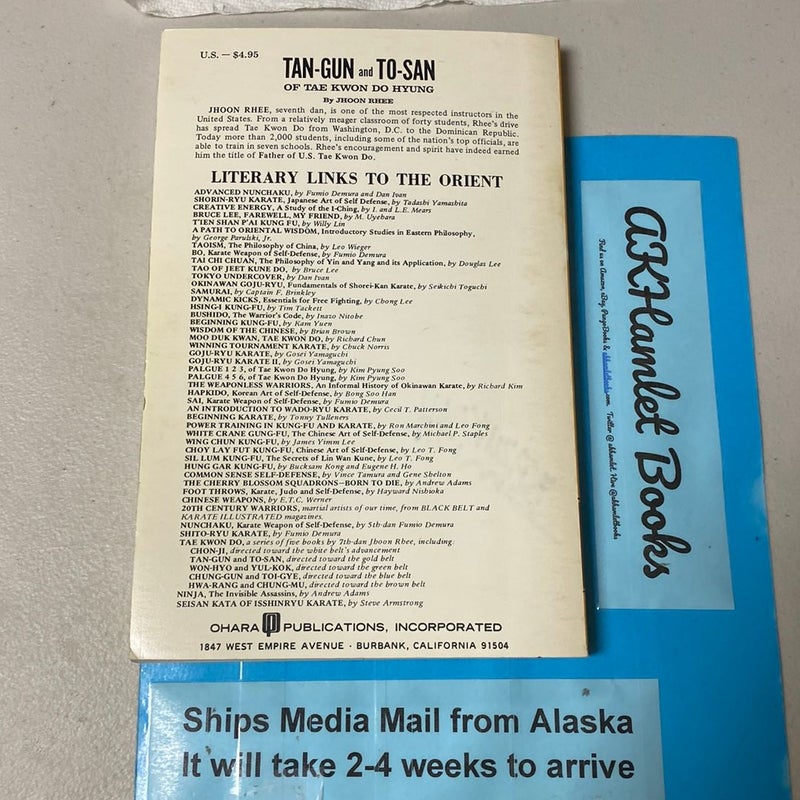 U.S. — $4.95
TAN-GUN and TO-SAN
OF TAE KWON DO HYUNG
By JHOON RHEE
JHOON RHEE, seventh dan, is one of the most respected instructors in the
United States. From a relatively meager classroom of forty students, Rhee's drive
has spread Tae Kwon Do from Washington, D.C. to the Dominican Republic.
Today more than 2,000 students, including some of the nation's top officials, are
able to train in seven schools. Rhee's encouragement and spirit have indeed earned
him the title of Father of U.S. Tae Kwon Do.
LITERARY LINKS TO THE ORIENT
ADVANCED NUNCHAKU, by Fumio Demura and Dan Ivan
SHORIN-RYU KARATE, Japanese Art of Self Defense, by Tadashi Yamashita
CREATIVE ENERGY, A Study of the I-Ching, by I. and L.E. Mears
BRUCE LEE, FAREWELL, MY FRIEND, by M. Uyehara
T'IEN SHAN P'AI KUNG FU, by Willy Lin
A PATH TO ORIENTAL WISDOM, Introductory Studies in Eastern Philosophy,
by George Parulski, Jr.
TAOISM, The Philosophy of China, by Leo Wieger
BO, Karate Weapon of Self-Defense, by Fumio Demura
TAI CHI CHUAN, The Philosophy of Yin and Yang and its Application, by Douglas Lee
TAO OF JEET KUNE DO, by Bruce Lee
TOKYO UNDERCOVER, by Dan Ivan
OKINAWAN GOJU-RYU, Fundamentals of Shorei-Kan Karate, by Seikichi Toguchi
SAMURAI, by Captain F. Brinkley
DYNAMIC KICKS, Essentials for Free Fighting, by Chong Lee
HSING-I KUNG-FU, by Tim Tackett
BUSHIDO, The Warrior's Code, by Inazo Nitobe
BEGINNING KUNG-FU, by Kam Yuen
WISDOM OF THE CHINESE, by Brian Brown
MOO DUK KWAN, TAE KWON DO, by Richard Chun
WINNING TOURNAMENT KARATE, by Chuck Norris
GOJU-RYU KARATE, by Gosei Yamaguchi
GOJU-RYU KARATE II, by Gosei Yamaguchi
PALGUE 1 2 3, of Tae Kwon Do Hyung, by Kim Pyung Soo
PALGUE 4 5 6, of Tae Kwon Do Hyung, by Kim Pyung Soo
THE WEAPONLESS WARRIORS, An Informal History of Okinawan Karate, by Richard Kim
HAPKIDO, Korean Art of Self-Defense, by Bong Soo Han
SAI, Karate Weapon of Self-Defense, by Fumio Demura
AN INTRODUCTION TO WADO-RYU KARATE, by Cecil T. Patterson
BEGINNING KARATE, by Tonny Tulleners
POWER TRAINING IN KUNG-FU AND KARATE, by Ron Marchini and Leo Fong
WHITE CRANE GUNG-FU, The Chinese Art of Self-Defense, by Michael P. Staples
WING CHUN KUNG-FU, by James Yimm Lee
CHOY LAY FUT KUNG-FU, Chinese Art of Self-Defense, by Leo T. Fong
SIL LUM KUNG-FU, The Secrets of Lin Wan Kune, by Leo T. Fong
HUNG GAR KUNG-FU, by Bucksam Kong and Eugene H. Ho
COMMON SENSE SELF-DEFENSE, by Vince Tamura and Gene Shelton
THE CHERRY BLOSSOM SQUADRONS—BORN TO DIE, by Andrew Adams
FOOT THROWS, Karate, Judo and Self-Defense, by Hayward Nishioka
CHINESE WEAPONS, by E.T.C. Werner
20TH CENTURY WARRIORS, martial artists of our time, from BLACK BELT and
KARATE ILLUSTRATED magazines.
NUNCHAKU, Karate Weapon of Self-Defense, by 5th-dan Fumio Demura
SHITO-RYU KARATE, by Fumio Demura
TAE KWON DO, a series of five books by 7th-dan Jhoon Rhee, including:
CHON-JI, directed toward the white belt's advancement
TAN-GUN and TO-SAN, directed toward the gold belt
WON-HYO and YUL-KOK, directed toward the green belt
CHUNG-GUN and TOI-GYE, directed toward the blue belt
HWA-RANG and CHUNG-MU, directed toward the brown belt
NINJA, The Invisible Assassins, by Andrew Adams
SEISAN KATA OF ISSHINRYU KARATE, by Steve Armstrong
OHARA PUBLICATIONS, INCORPORATED
1847 WEST EMPIRE AVENUE · BURBANK, CALIFORNIA 91504
AKHamlet Books
Find us on Amazon, eBay, PangoBooks & akhamletbooks.com. Twitter @ akhamlet. Hive @akhamletbooks
Ships Media Mail from Alaska
It will take 2-4 weeks to arrive